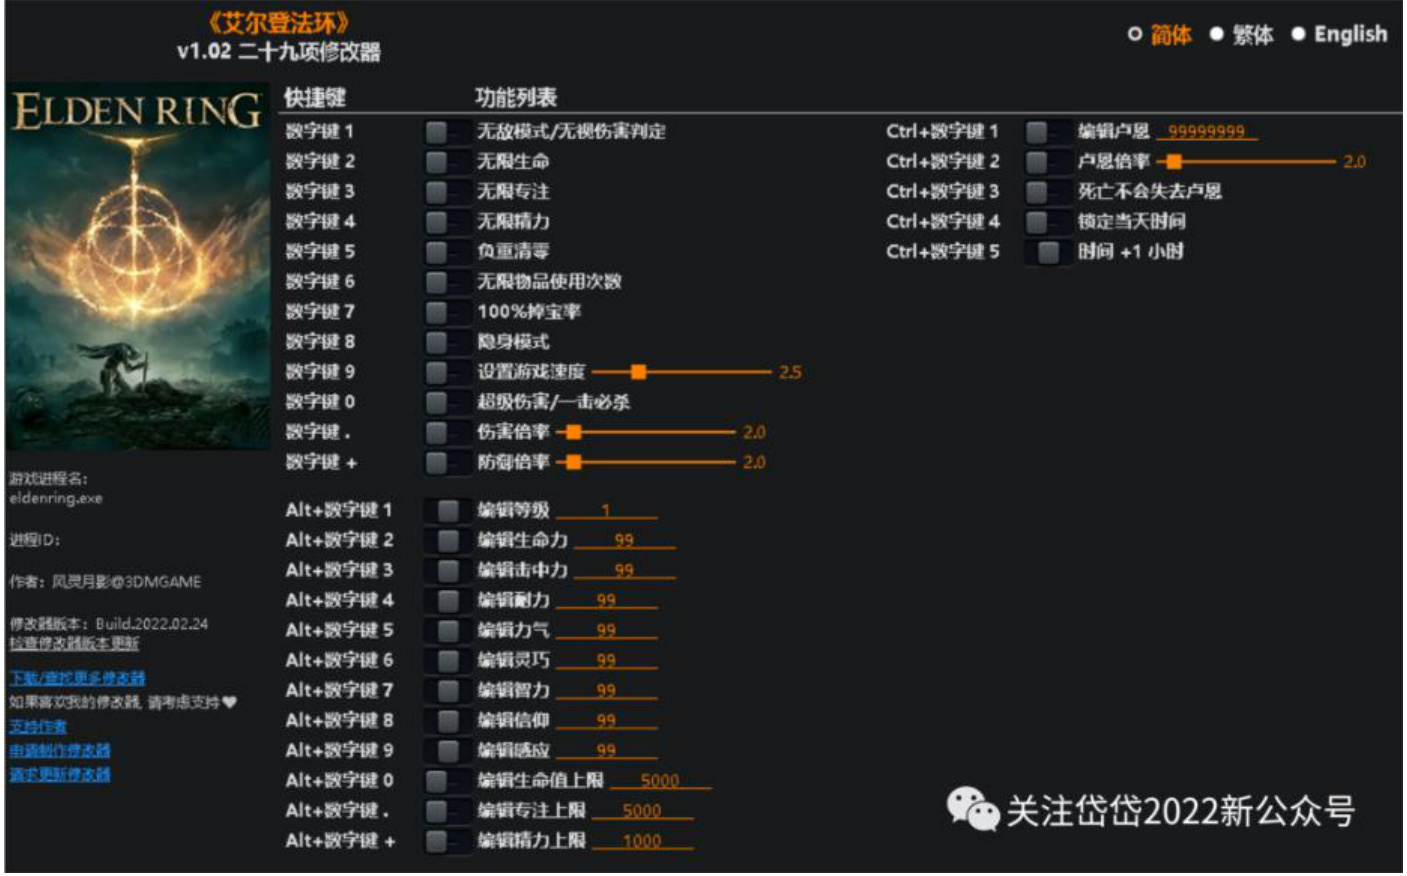 《艾尔登法环》
v1.02 二十九项修改器
简体 繁体 English
ELDEN RING
快捷键 功能列表
数字键 1 无敌模式/无视伤害判定 Ctrl+数字键 1 编辑卢恩 99999999
数字键 2 无限生命 Ctrl+数字键 2 卢恩倍率 2.0
数字键 3 无限专注 Ctrl+数字键 3 死亡不会失去卢恩
数字键 4 无限精力 Ctrl+数字键 4 锁定当天时间
数字键 5 负重清零 Ctrl+数字键 5 时间 +1 小时
数字键 6 无限物品使用次数
数字键 7 100%掉宝率
数字键 8 隐身模式
数字键 9 设置游戏速度 2.5
数字键 0 超级伤害/一击必杀
数字键 . 伤害倍率 2.0
数字键 + 防御倍率 2.0
Alt+数字键 1 编辑等级 1
Alt+数字键 2 编辑生命力 99
Alt+数字键 3 编辑击中力 99
Alt+数字键 4 编辑耐力 99
Alt+数字键 5 编辑力气 99
Alt+数字键 6 编辑灵巧 99
Alt+数字键 7 编辑智力 99
Alt+数字键 8 编辑信仰 99
Alt+数字键 9 编辑感应 99
Alt+数字键 0 编辑生命值上限 5000
Alt+数字键 . 编辑专注上限 5000
Alt+数字键 + 编辑精力上限 1000
游戏进程名:
eldenring.exe
进程ID:
作者: 风灵月影@3DMGAME
修改器版本: Build.2022.02.24
检查修改器版本更新
下载/查找更多修改器
如果喜欢我的修改器, 请考虑支持❤
支持作者
申请制作修改器
请求更新修改器
关注岱岱2022新公众号